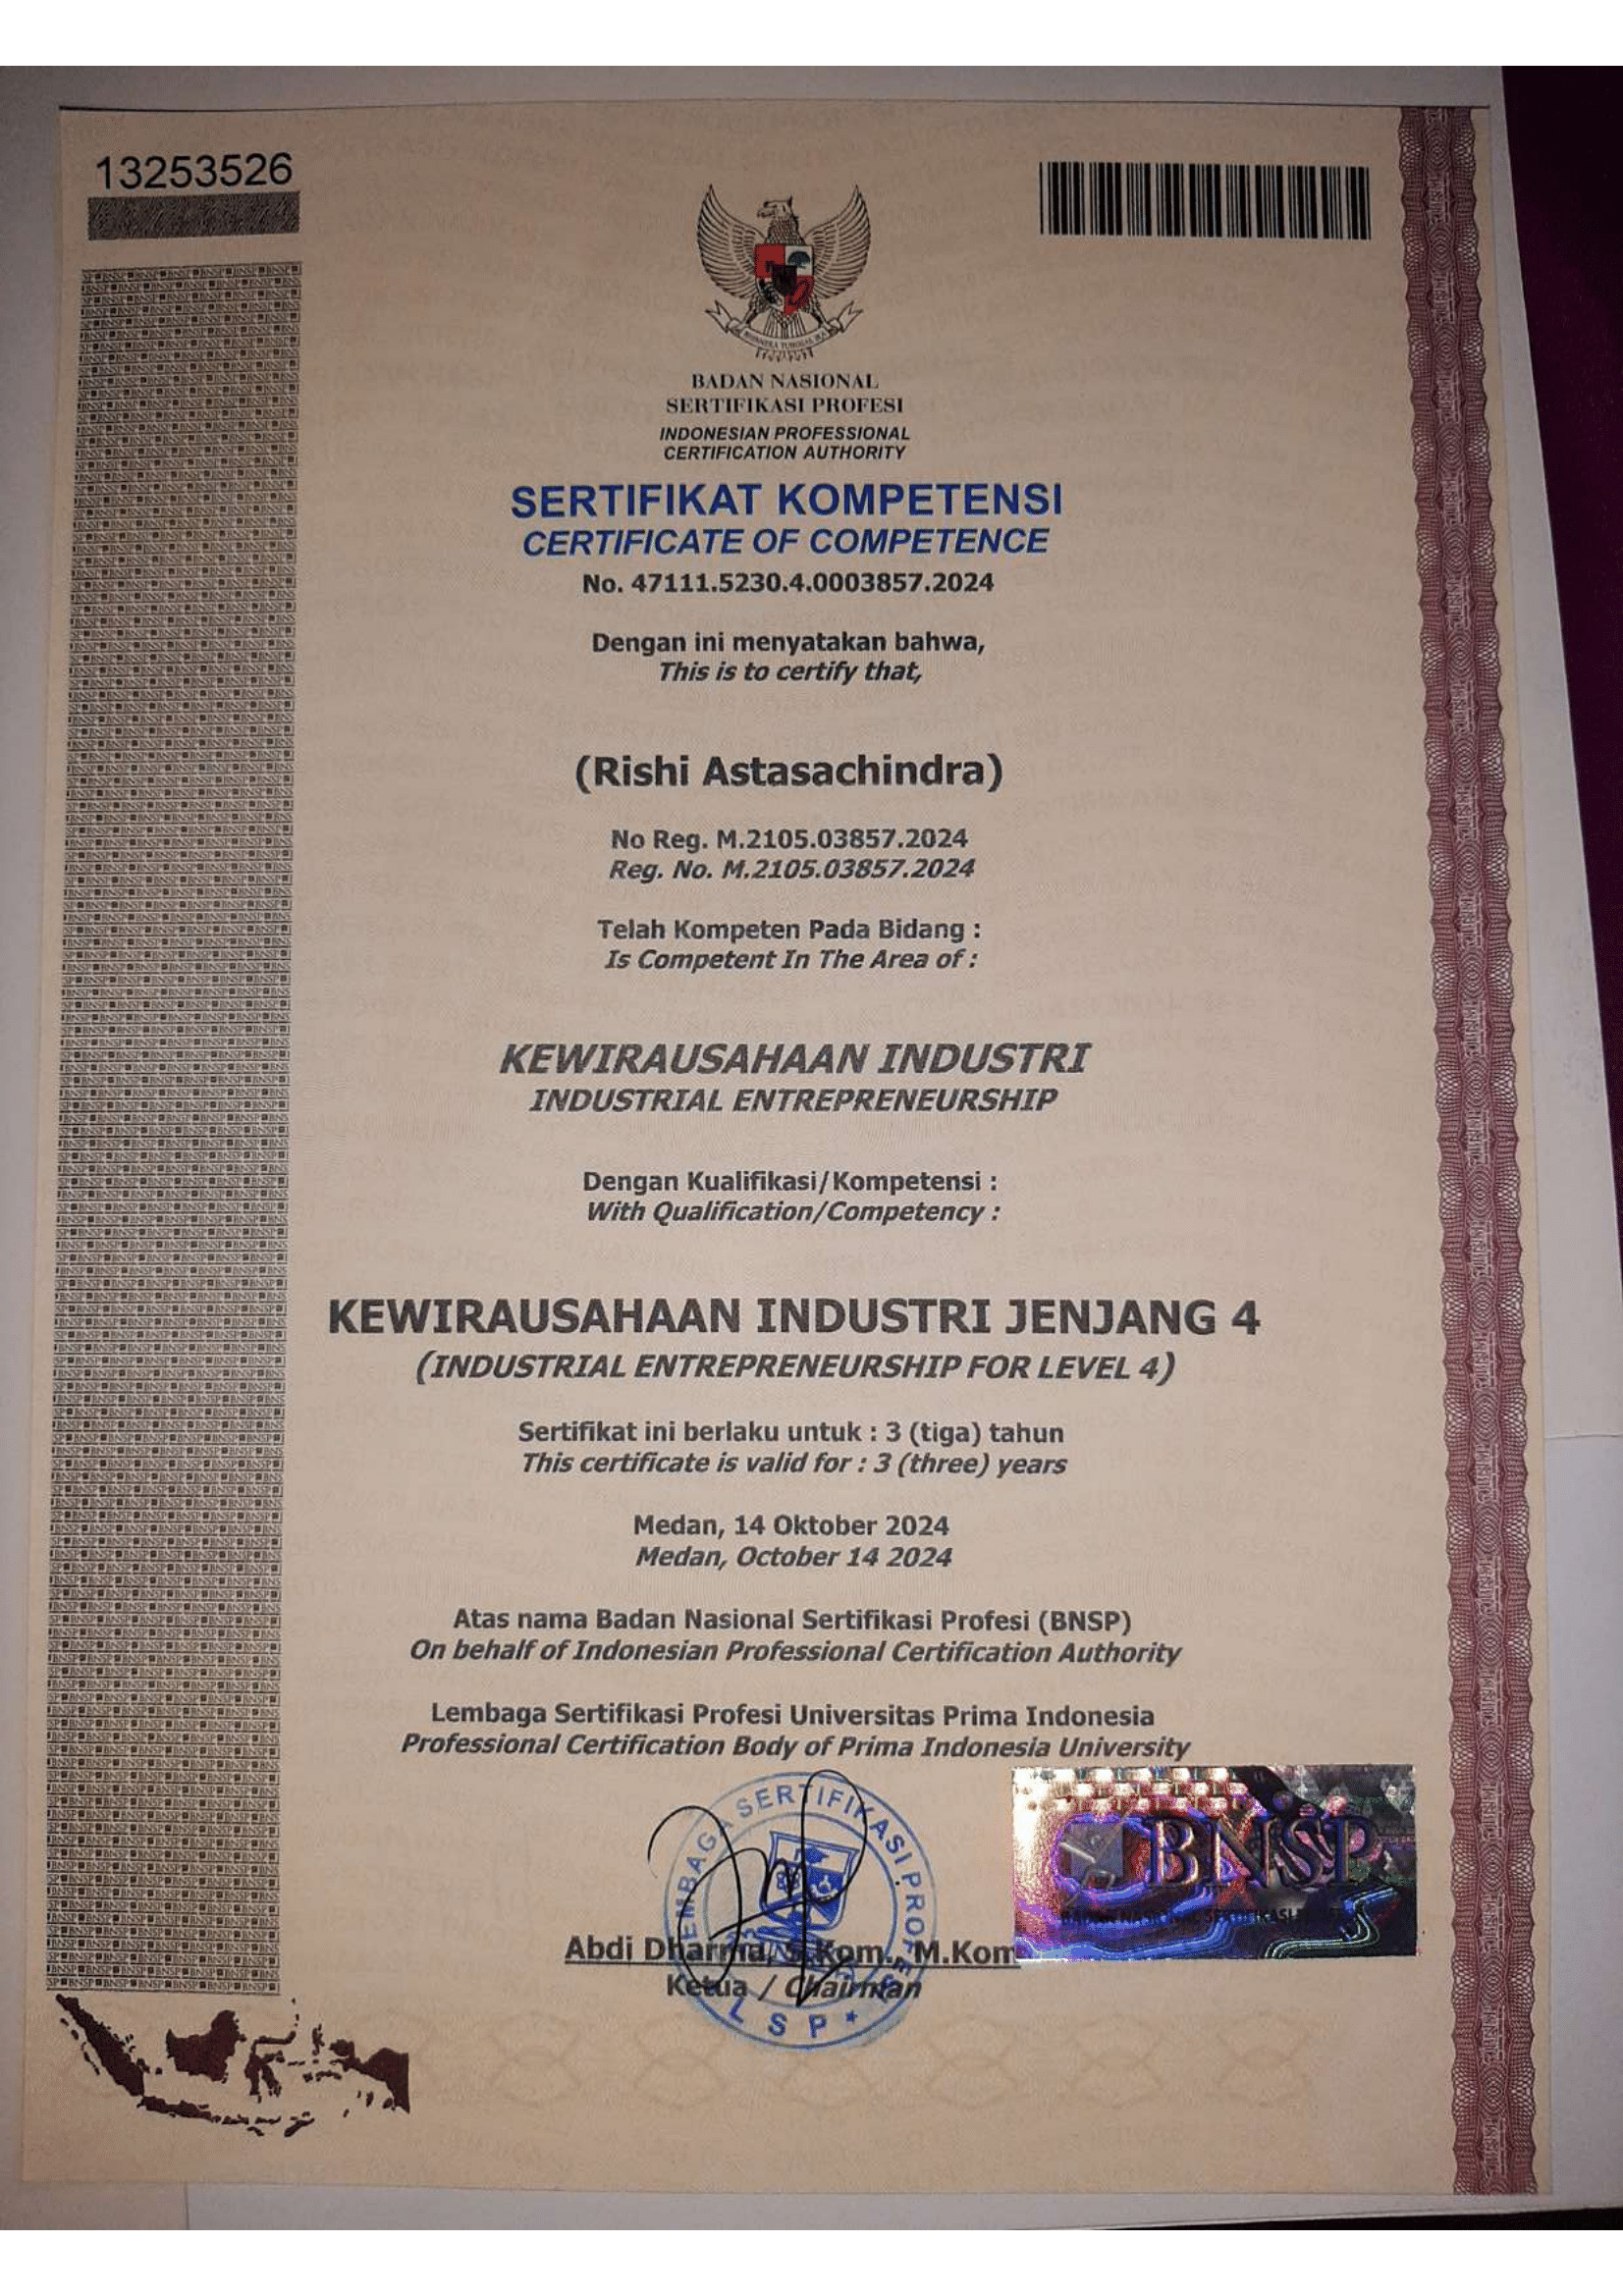 13253526
BADAN NASIONAL
SERTIFIKASI PROFESI
INDONESIAN PROFESSIONAL
CERTIFICATION AUTHORITY
SERTIFIKAT KOMPETENSI
CERTIFICATE OF COMPETENCE
No. 47111.5230.4.0003857.2024
Dengan ini menyatakan bahwa,
This is to certify that,
(Rishi Astasachindra)
No Reg. M.2105.03857.2024
Reg. No. M.2105.03857.2024
Telah Kompeten Pada Bidang :
Is Competent In The Area of :
KEWIRAUSAHAAN INDUSTRI
INDUSTRIAL ENTREPRENEURSHIP
Dengan Kualifikasi/Kompetensi :
With Qualification/Competency :
KEWIRAUSAHAAN INDUSTRI JENJANG 4
(INDUSTRIAL ENTREPRENEURSHIP FOR LEVEL 4)
Sertifikat ini berlaku untuk : 3 (tiga) tahun
This certificate is valid for : 3 (three) years
Medan, 14 Oktober 2024
Medan, October 14 2024
Atas nama Badan Nasional Sertifikasi Profesi (BNSP)
On behalf of Indonesian Professional Certification Authority
Lembaga Sertifikasi Profesi Universitas Prima Indonesia
Professional Certification Body of Prima Indonesia University
LEMBAGA SERTIFIKASI PROFESI
LSP
BNSP
Abdi Dharma, S.Kom., M.Kom
Ketua / Chairman